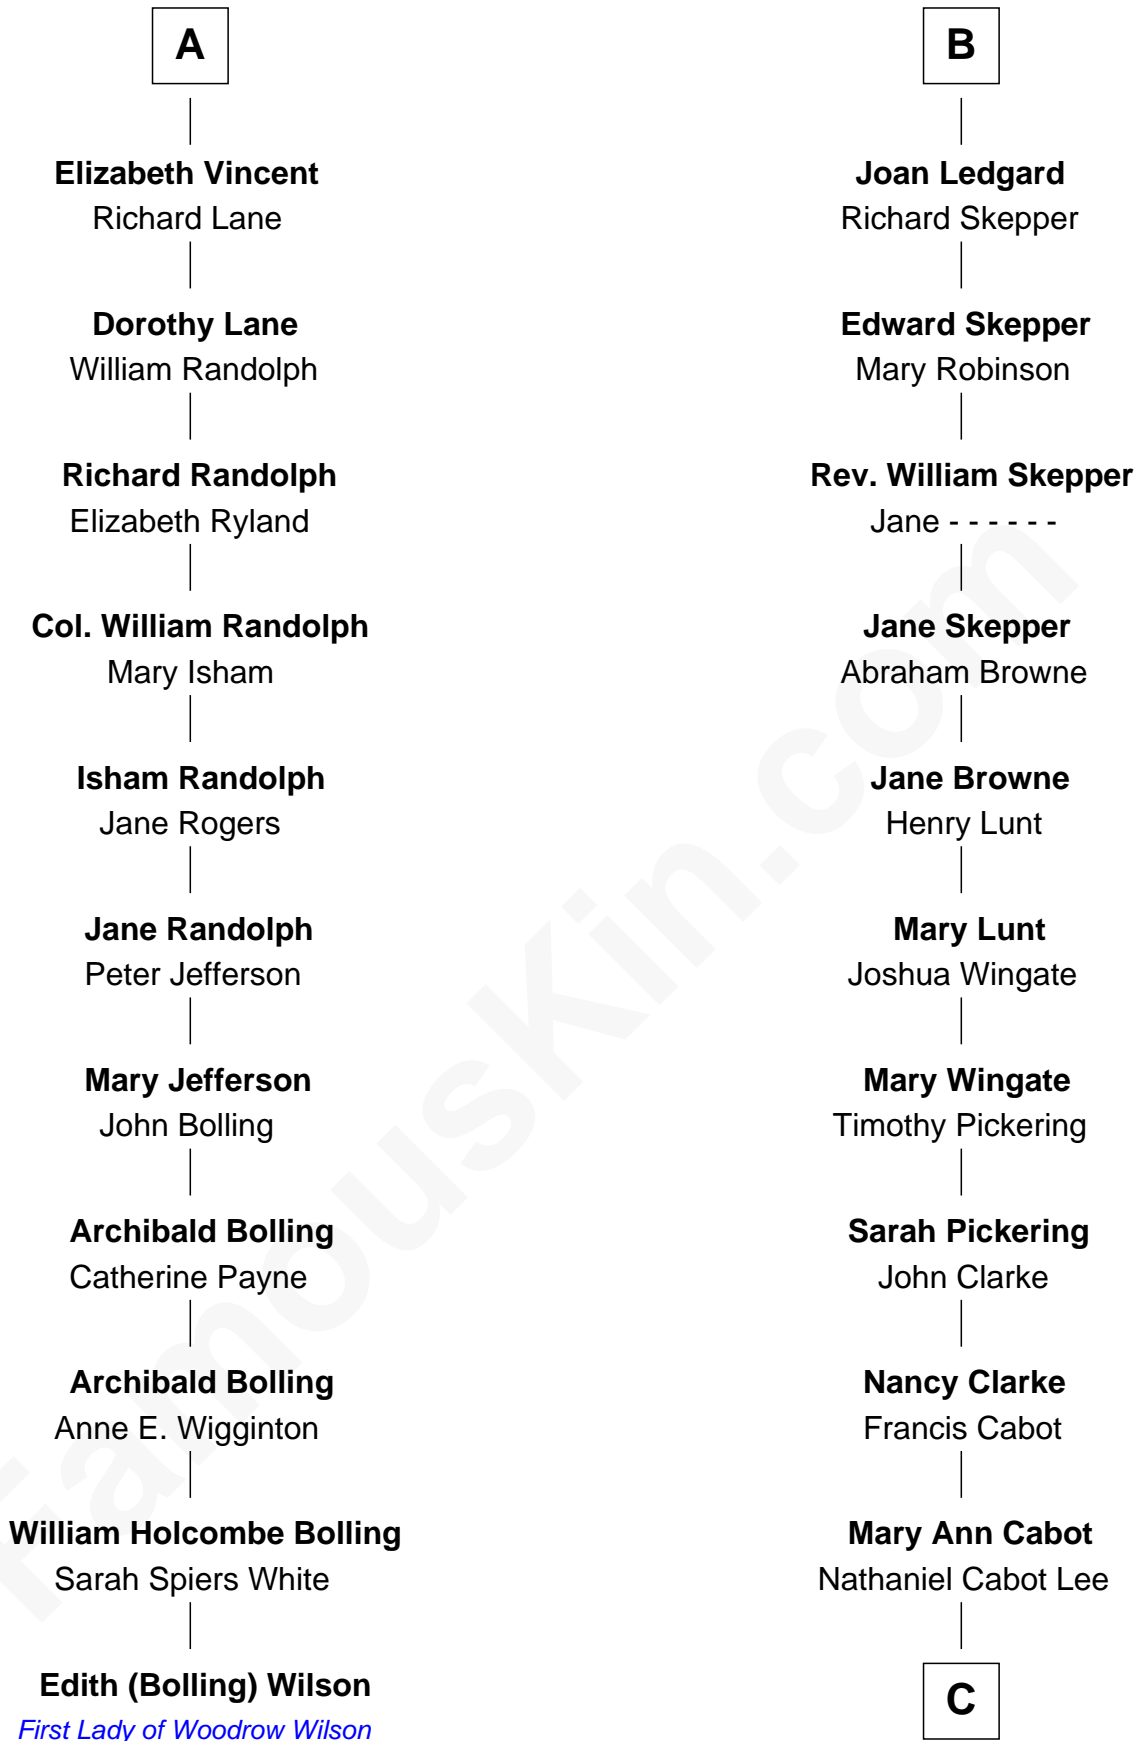 A
Elizabeth Vincent
Richard Lane
Dorothy Lane
William Randolph
Richard Randolph
Elizabeth Ryland
Col. William Randolph
Mary Isham
Isham Randolph
Jane Rogers
Jane Randolph
Peter Jefferson
Mary Jefferson
John Bolling
Archibald Bolling
Catherine Payne
Archibald Bolling
Anne E. Wigginton
William Holcombe Bolling
Sarah Spiers White
Edith (Bolling) Wilson
First Lady of Woodrow Wilson
B
Joan Ledgard
Richard Skepper
Edward Skepper
Mary Robinson
Rev. William Skepper
Jane - - - - - -
Jane Skepper
Abraham Browne
Jane Browne
Henry Lunt
Mary Lunt
Joshua Wingate
Mary Wingate
Timothy Pickering
Sarah Pickering
John Clarke
Nancy Clarke
Francis Cabot
Mary Ann Cabot
Nathaniel Cabot Lee
C
FamousKin.com